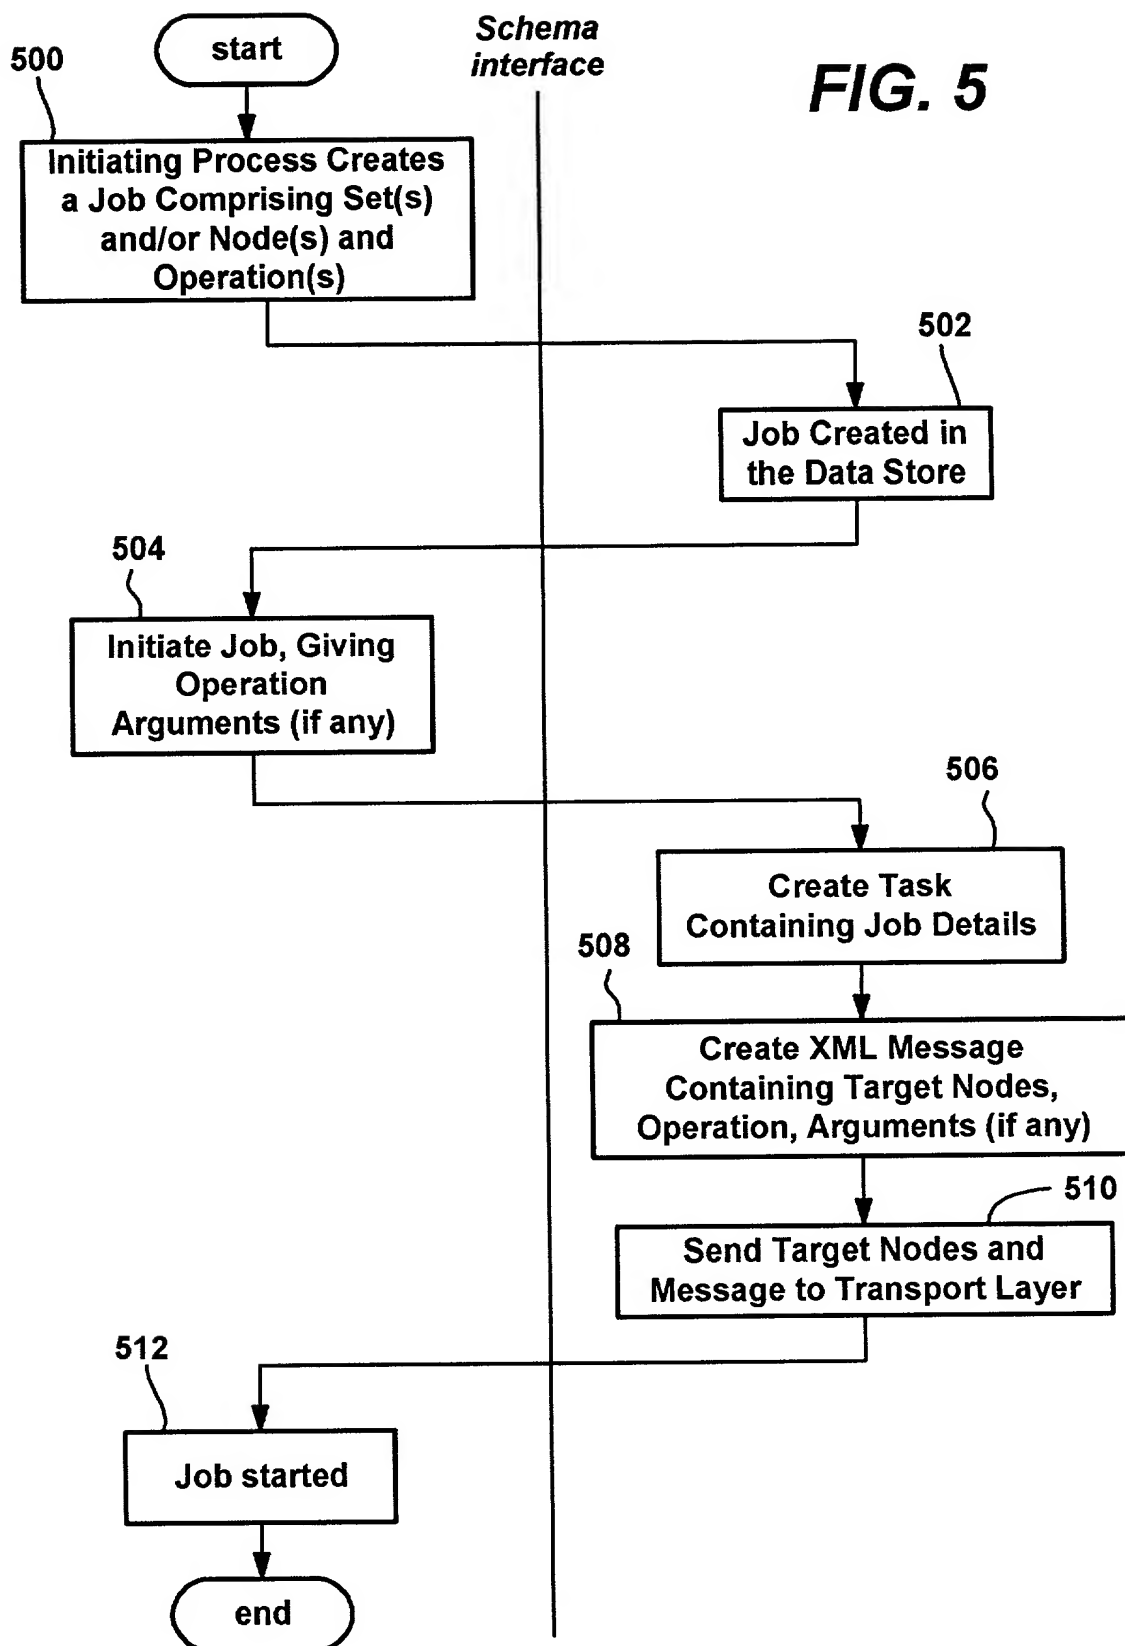 start
Schema
interface
FIG. 5
500
Initiating Process Creates
a Job Comprising Set(s)
and/or Node(s) and
Operation(s)
502
Job Created in
the Data Store
504
Initiate Job, Giving
Operation
Arguments (if any)
506
Create Task
Containing Job Details
508
Create XML Message
Containing Target Nodes,
Operation, Arguments (if any)
510
Send Target Nodes and
Message to Transport Layer
512
Job started
end